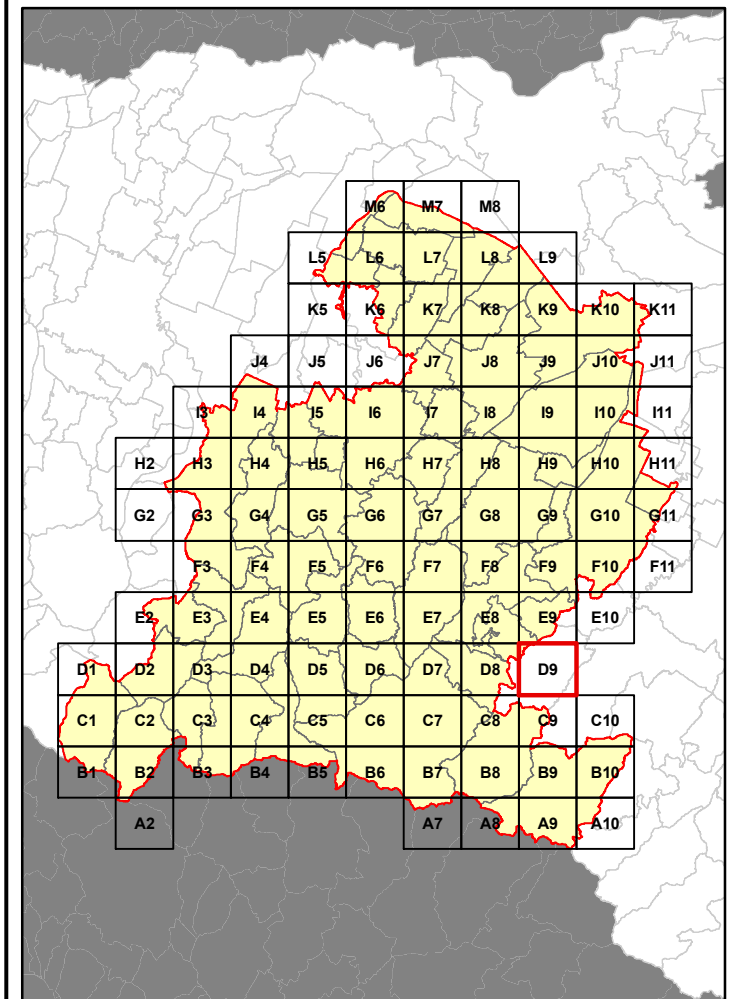 M6 M7 M8
L5 L6 L7 L8 L9
K5 K6 K7 K8 K9 K10 K11
J4 J5 J6 J7 J8 J9 J10 J11
I3 I4 I5 I6 I7 I8 I9 I10 I11
H2 H3 H4 H5 H6 H7 H8 H9 H10 H11
G2 G3 G4 G5 G6 G7 G8 G9 G10 G11
F3 F4 F5 F6 F7 F8 F9 F10 F11
E2 E3 E4 E5 E6 E7 E8 E9 E10
D1 D2 D3 D4 D5 D6 D7 D8 D9
C1 C2 C3 C4 C5 C6 C7 C8 C9 C10
B1 B2 B3 B4 B5 B6 B7 B8 B9 B10
A2 A7 A8 A9 A10